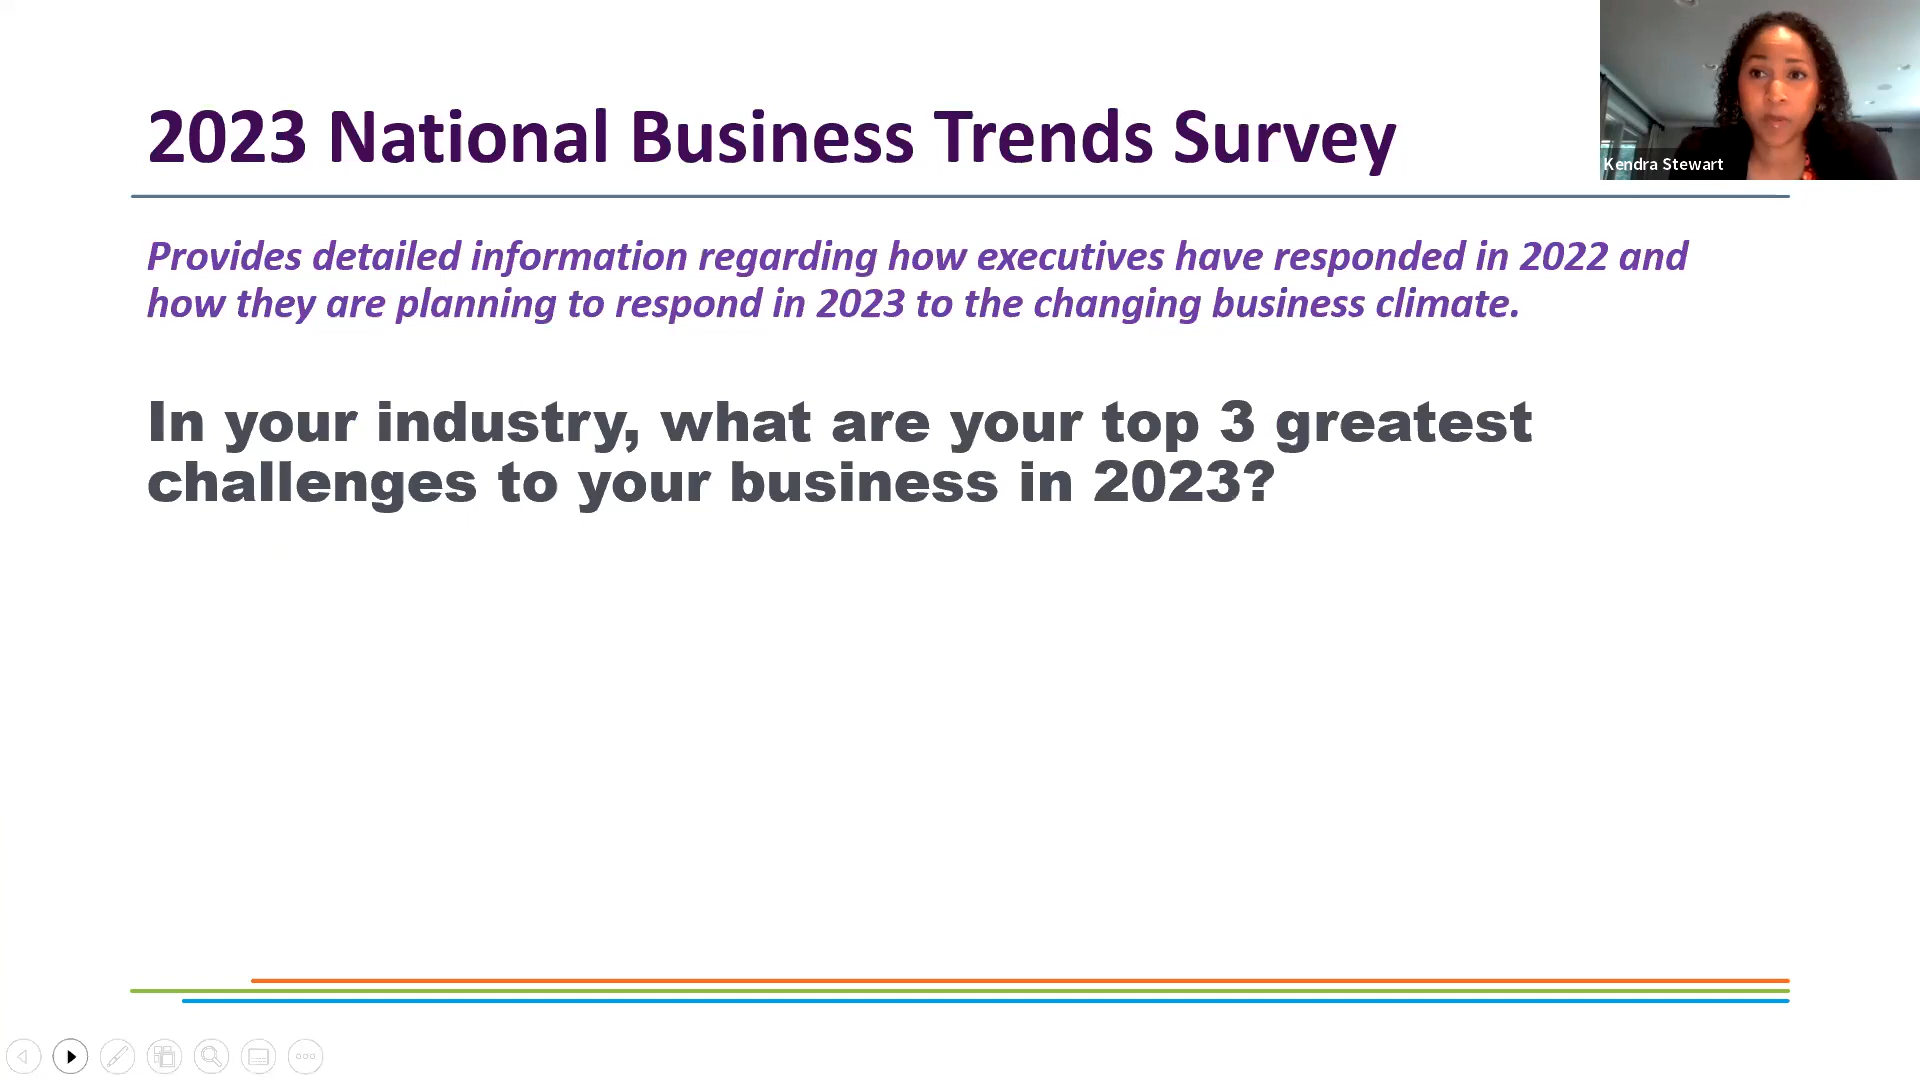 2023 National Business Trends Survey
Kendra Stewart
Provides detailed information regarding how executives have responded in 2022 and
how they are planning to respond in 2023 to the changing business climate.
In your industry, what are your top 3 greatest
challenges to your business in 2023?